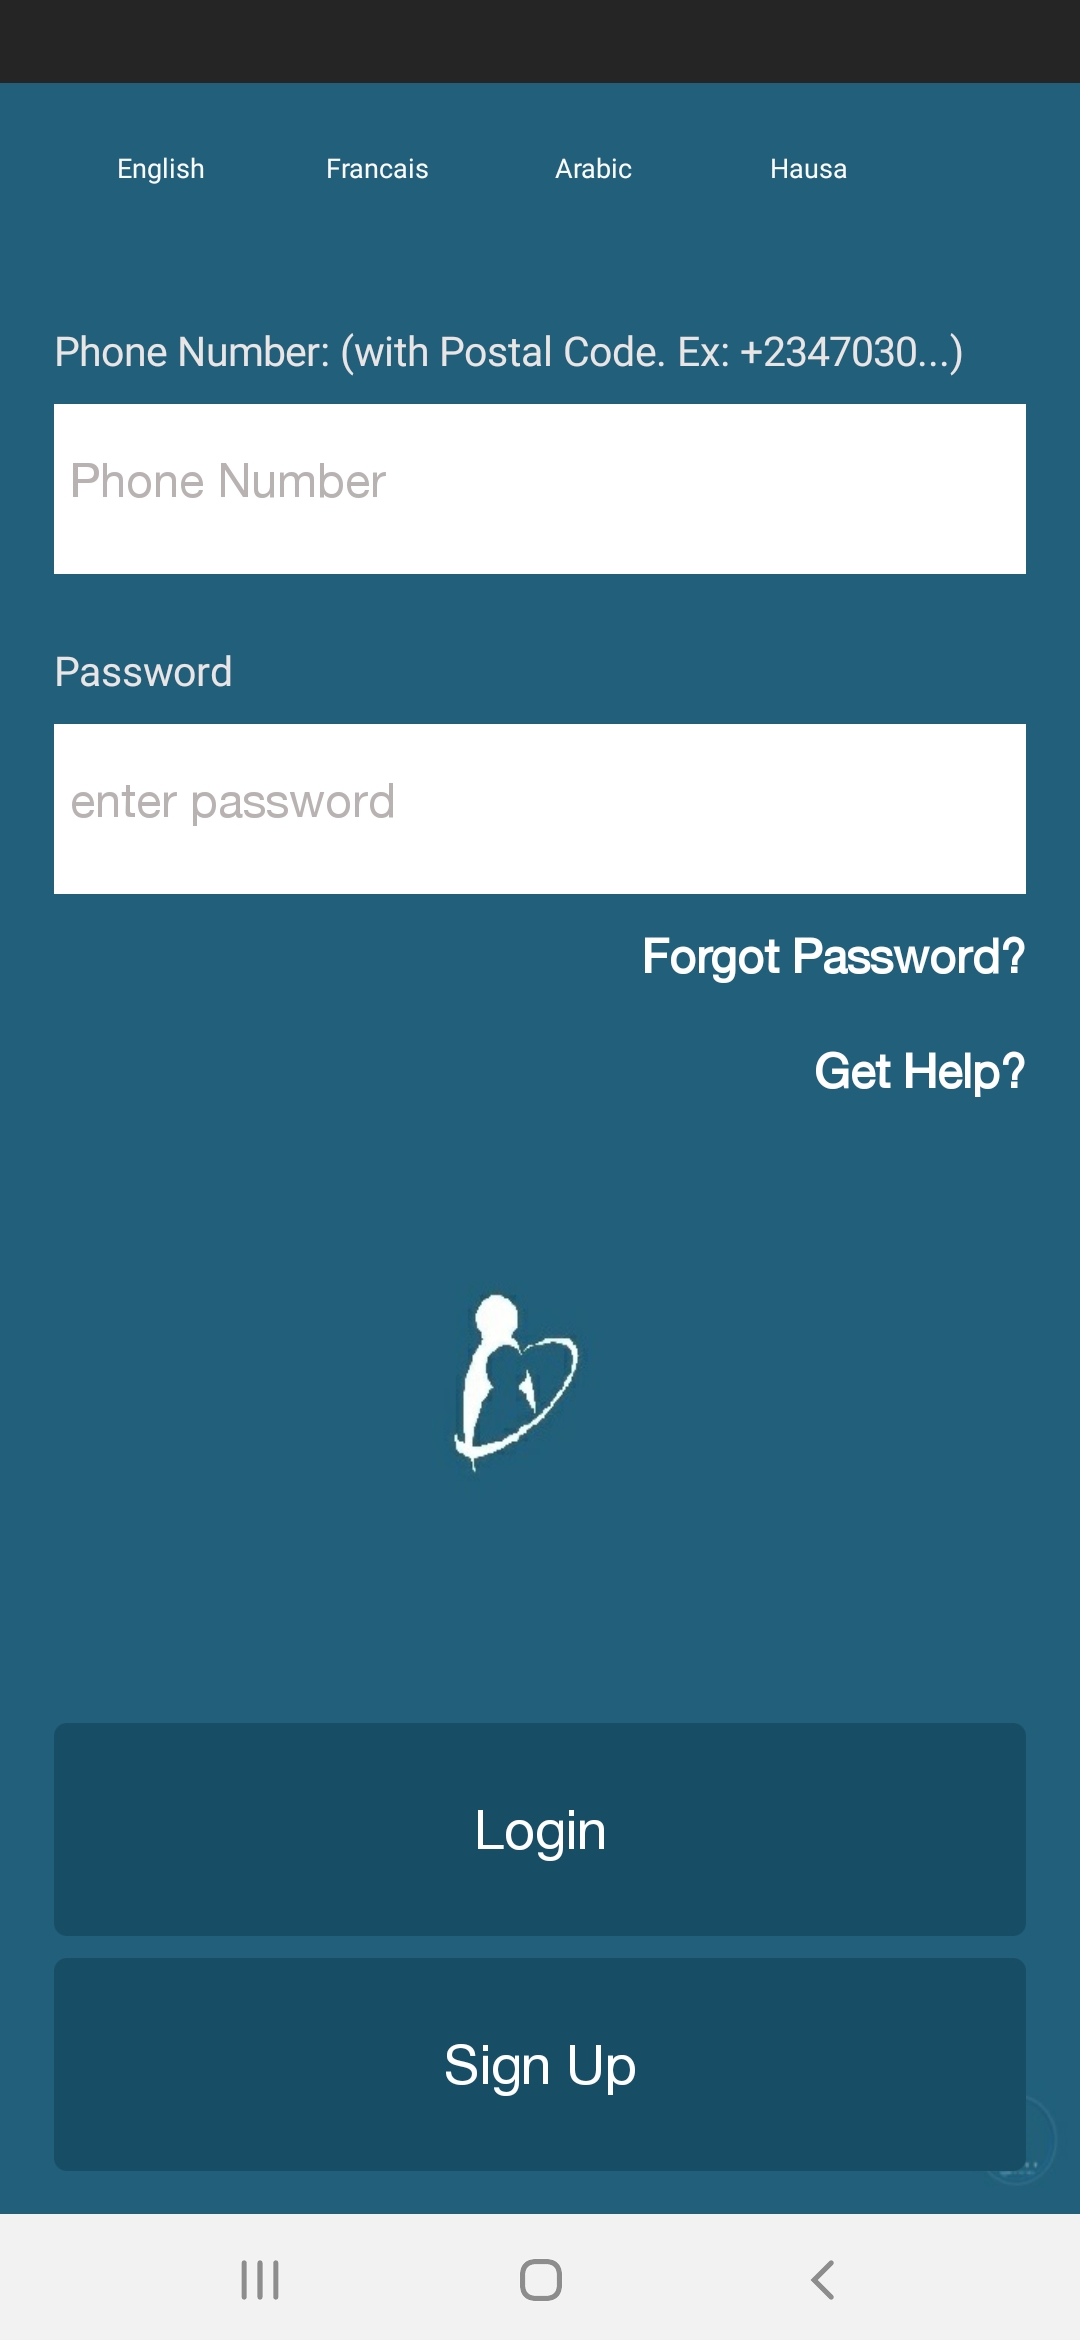 English Francais Arabic Hausa
Phone Number: (with Postal Code. Ex: +2347030...)
Phone Number
Password
enter password
Forgot Password?
Get Help?
Login
Sign Up